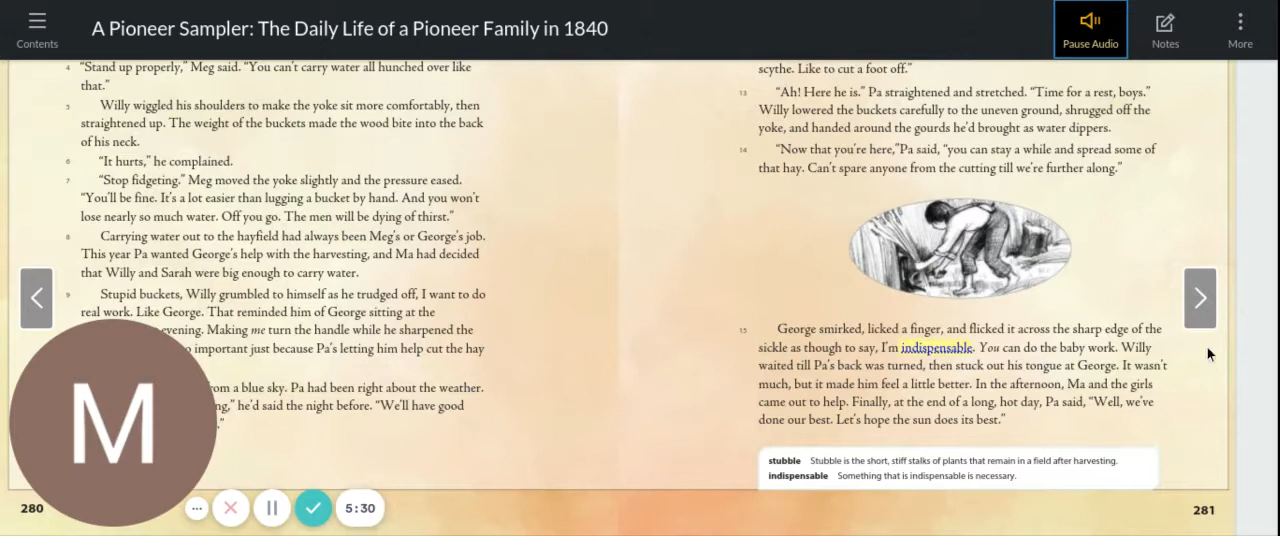 Contents
A Pioneer Sampler: The Daily Life of a Pioneer Family in 1840
Pause Audio
Notes
More
4 "Stand up properly," Meg said. "You can't carry water all hunched over like
that."
5 Willy wiggled his shoulders to make the yoke sit more comfortably, then
straightened up. The weight of the buckets made the wood bite into the back
of his neck.
6 "It hurts," he complained.
7 "Stop fidgeting." Meg moved the yoke slightly and the pressure eased.
"You'll be fine. It's a lot easier than lugging a bucket by hand. And you won't
lose nearly so much water. Off you go. The men will be dying of thirst."
8 Carrying water out to the hayfield had always been Meg's or George's job.
This year Pa wanted George's help with the harvesting, and Ma had decided
that Willy and Sarah were big enough to carry water.
9 Stupid buckets, Willy grumbled to himself as he trudged off, I want to do
real work. Like George. That reminded him of George sitting at the
evening. Making me turn the handle while he sharpened the
o important just because Pa's letting him help cut the hay
rom a blue sky. Pa had been right about the weather.
ng," he'd said the night before. "We'll have good
."
280
M
5:30
scythe. Like to cut a foot off."
13 "Ah! Here he is." Pa straightened and stretched. "Time for a rest, boys."
Willy lowered the buckets carefully to the uneven ground, shrugged off the
yoke, and handed around the gourds he'd brought as water dippers.
14 "Now that you're here,"Pa said, "you can stay a while and spread some of
that hay. Can't spare anyone from the cutting till we're further along."
15 George smirked, licked a finger, and flicked it across the sharp edge of the
sickle as though to say, I'm indispensable. You can do the baby work. Willy
waited till Pa's back was turned, then stuck out his tongue at George. It wasn't
much, but it made him feel a little better. In the afternoon, Ma and the girls
came out to help. Finally, at the end of a long, hot day, Pa said, "Well, we've
done our best. Let's hope the sun does its best."
stubble Stubble is the short, stiff stalks of plants that remain in a field after harvesting.
indispensable Something that is indispensable is necessary.
281